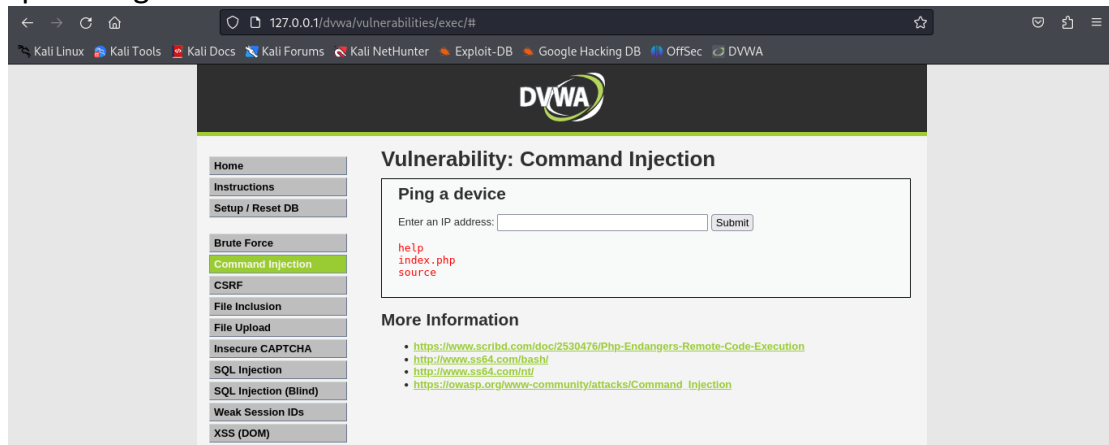 127.0.0.1/dvwa/vulnerabilities/exec/#
Kali Linux Kali Tools Kali Docs Kali Forums Kali NetHunter Exploit-DB Google Hacking DB OffSec DVWA
DVWA
Home
Instructions
Setup / Reset DB
Brute Force
Command Injection
CSRF
File Inclusion
File Upload
Insecure CAPTCHA
SQL Injection
SQL Injection (Blind)
Weak Session IDs
XSS (DOM)
Vulnerability: Command Injection
Ping a device
Enter an IP address: Submit
help
index.php
source
More Information
• https://www.scribd.com/doc/2530476/Php-Endangers-Remote-Code-Execution
• http://www.ss64.com/bash/
• http://www.ss64.com/nt/
• https://owasp.org/www-community/attacks/Command_Injection